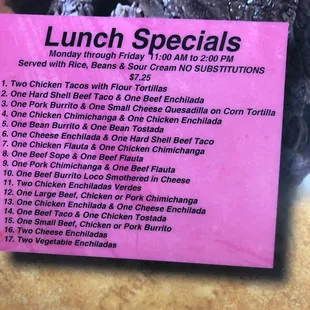 Lunch Specials
Monday through Friday 11:00 AM to 2:00 PM
Served with Rice, Beans & Sour Cream NO SUBSTITUTIONS
$7.25
1. Two Chicken Tacos with Flour Tortillas
2. One Hard Shell Beef Taco & One Beef Enchilada
3. One Pork Burrito & One Small Cheese Quesadilla on Corn Tortilla
4. One Chicken Chimichanga & One Chicken Enchilada
5. One Bean Burrito & One Bean Tostada
6. One Cheese Enchilada & One Hard Shell Beef Taco
7. One Chicken Flauta & One Chicken Chimichanga
8. One Beef Sope & One Beef Flauta
9. One Pork Chimichanga & One Beef Flauta
10. One Beef Burrito Loco Smothered in Cheese
11. Two Chicken Enchiladas Verdes
12. One Large Beef, Chicken or Pork Chimichanga
13. One Chicken Enchilada & One Cheese Enchilada
14. One Beef Taco & One Chicken Tostada
15. One Small Beef, Chicken or Pork Burrito
16. Two Cheese Enchiladas
17. Two Vegetable Enchiladas